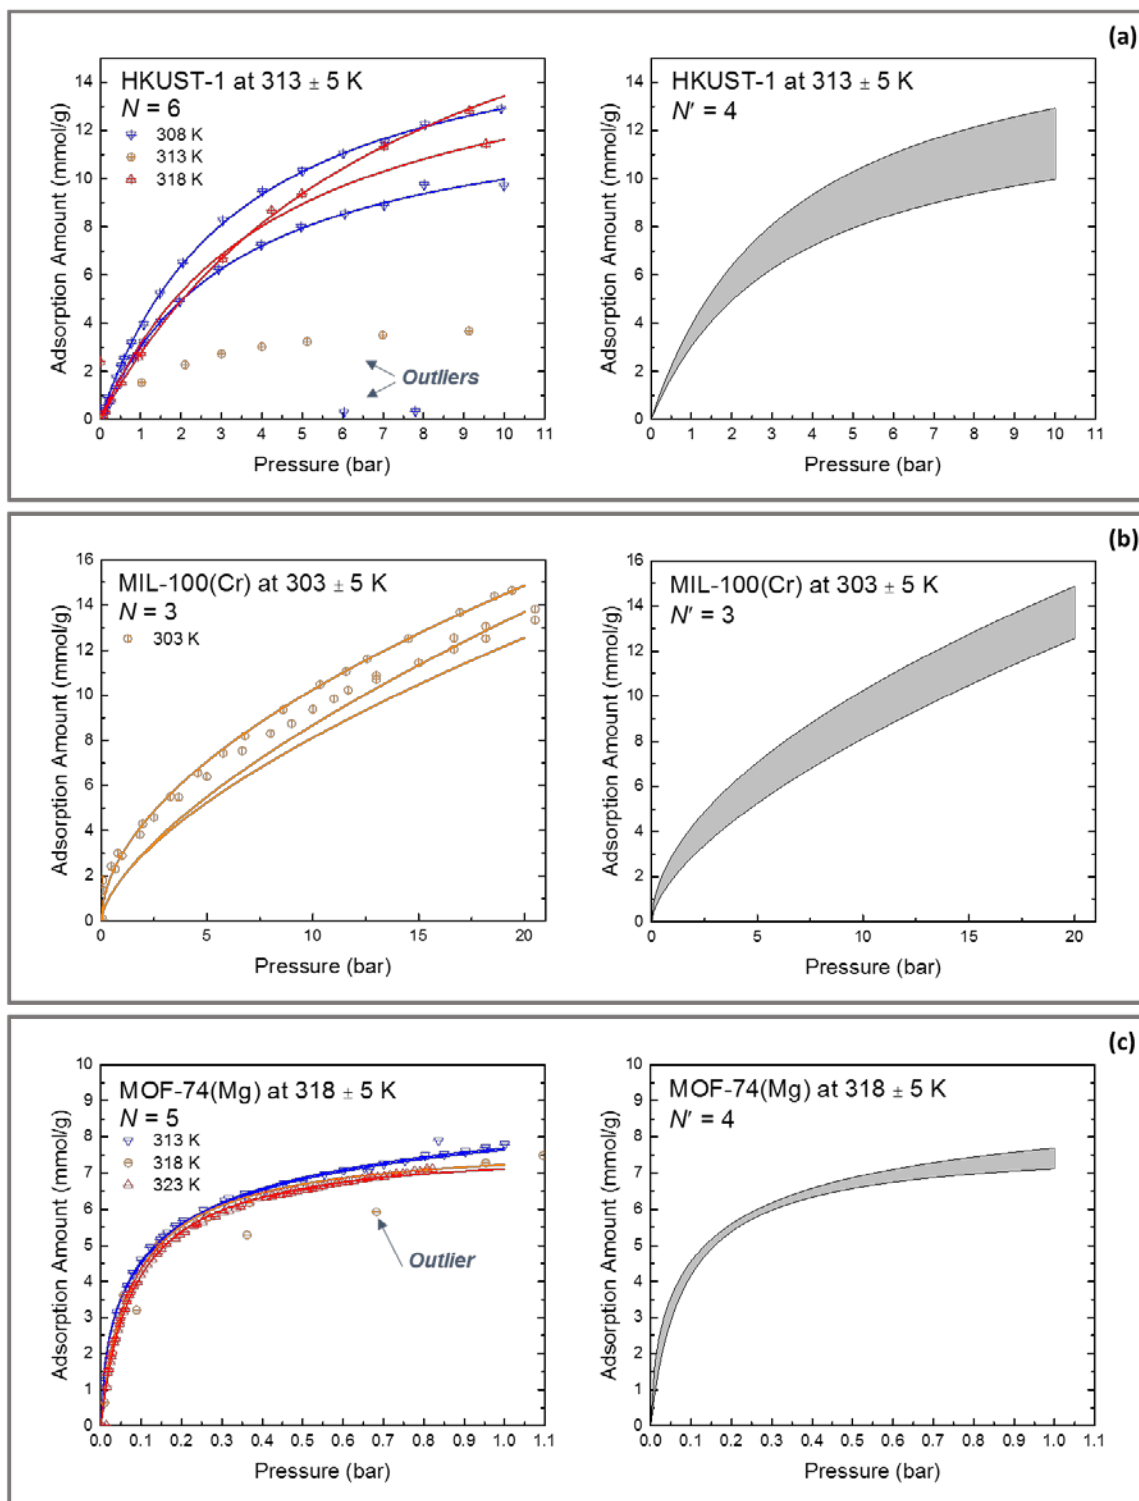 (a)
HKUST-1 at 313 ± 5 K
N = 6
308 K
313 K
318 K
Outliers
Adsorption Amount (mmol/g)
14
12
10
8
6
4
2
0
0 1 2 3 4 5 6 7 8 9 10 11
Pressure (bar)
HKUST-1 at 313 ± 5 K
N' = 4
Adsorption Amount (mmol/g)
14
12
10
8
6
4
2
0
0 1 2 3 4 5 6 7 8 9 10 11
Pressure (bar)
(b)
MIL-100(Cr) at 303 ± 5 K
N = 3
303 K
Adsorption Amount (mmol/g)
16
14
12
10
8
6
4
2
0
0 5 10 15 20
Pressure (bar)
MIL-100(Cr) at 303 ± 5 K
N' = 3
Adsorption Amount (mmol/g)
16
14
12
10
8
6
4
2
0
0 5 10 15 20
Pressure (bar)
(c)
MOF-74(Mg) at 318 ± 5 K
N = 5
313 K
318 K
323 K
Outlier
Adsorption Amount (mmol/g)
10
9
8
7
6
5
4
3
2
1
0
0.0 0.1 0.2 0.3 0.4 0.5 0.6 0.7 0.8 0.9 1.0 1.1
Pressure (bar)
MOF-74(Mg) at 318 ± 5 K
N' = 4
Adsorption Amount (mmol/g)
10
9
8
7
6
5
4
3
2
1
0
0.0 0.1 0.2 0.3 0.4 0.5 0.6 0.7 0.8 0.9 1.0 1.1
Pressure (bar)